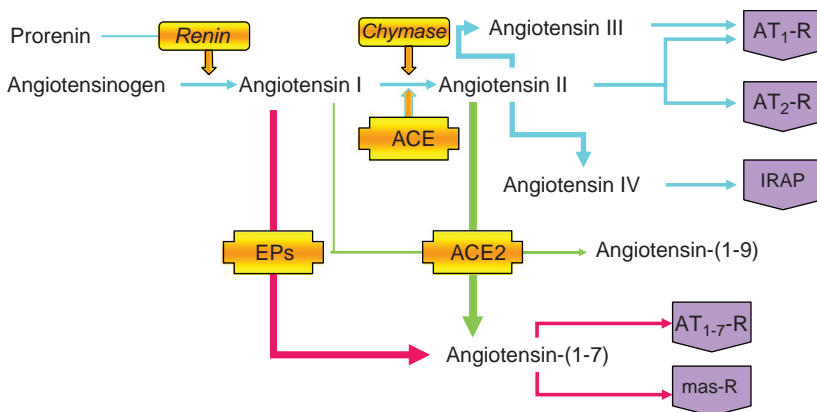 Prorenin
Renin
Chymase
Angiotensin III
AT₁-R
Angiotensinogen
Angiotensin I
Angiotensin II
AT₂-R
ACE
Angiotensin IV
IRAP
EPs
ACE2
Angiotensin-(1-9)
AT₁₋₇-R
Angiotensin-(1-7)
mas-R